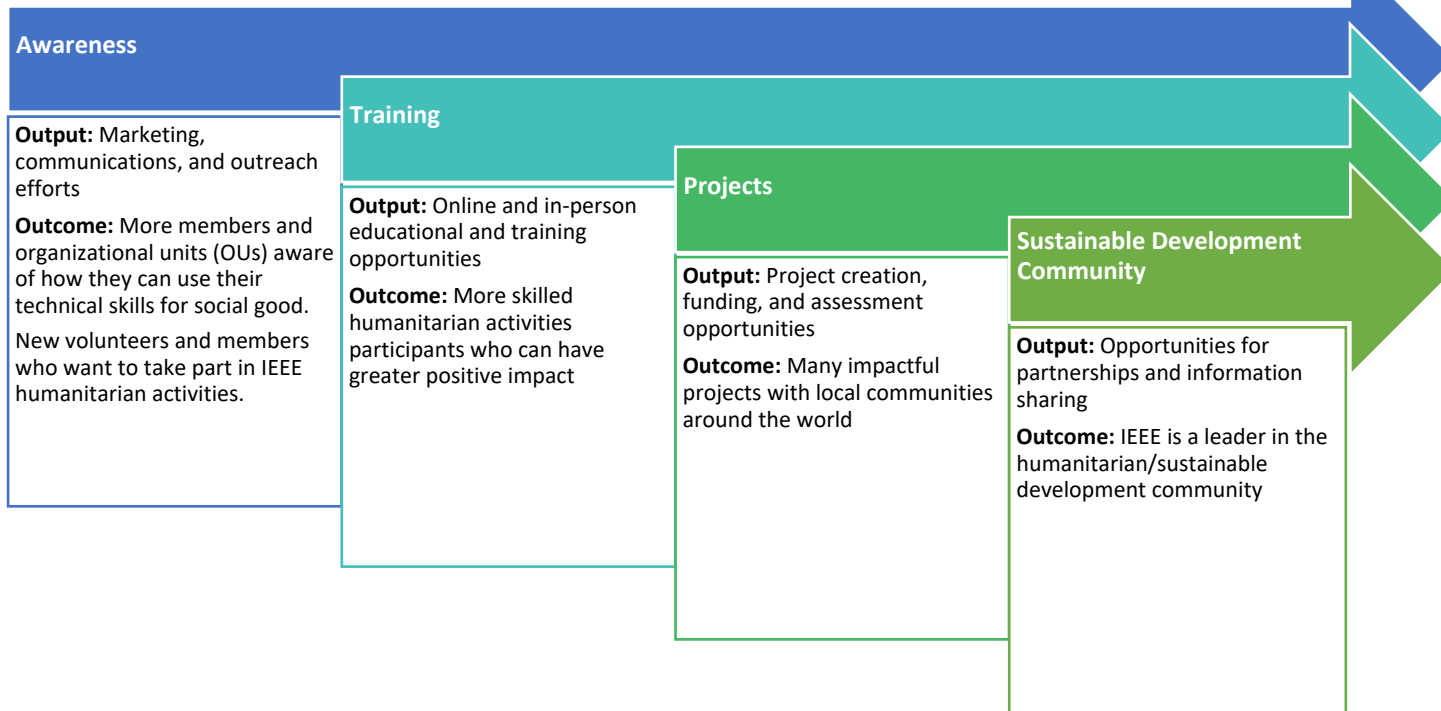 Awareness
Output: Marketing,
communications, and outreach
efforts
Outcome: More members and
organizational units (OUs) aware
of how they can use their
technical skills for social good.
New volunteers and members
who want to take part in IEEE
humanitarian activities.
Training
Output: Online and in-person
educational and training
opportunities
Outcome: More skilled
humanitarian activities
participants who can have
greater positive impact
Projects
Output: Project creation,
funding, and assessment
opportunities
Outcome: Many impactful
projects with local communities
around the world
Sustainable Development
Community
Output: Opportunities for
partnerships and information
sharing
Outcome: IEEE is a leader in the
humanitarian/sustainable
development community